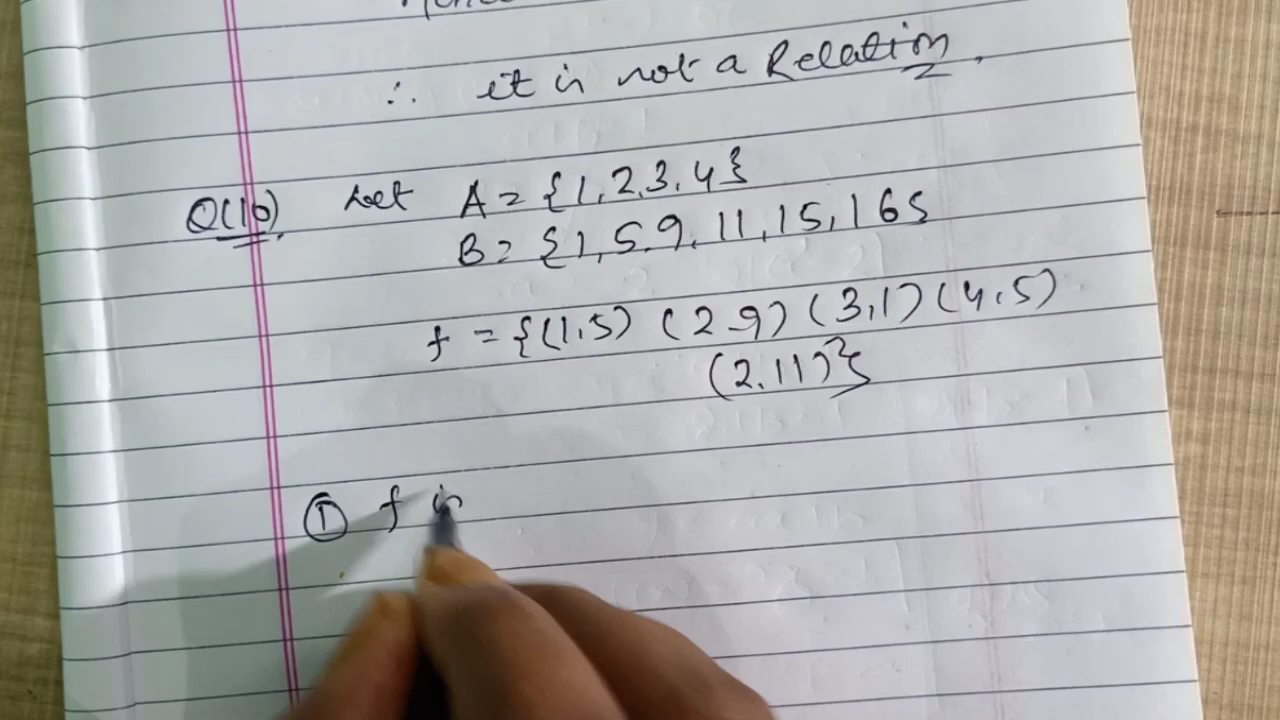 ∴ it is not a Relation.
Q(10) Let A = {1, 2, 3, 4}
B = {1, 5, 9, 11, 15, 16}
f = {(1,5) (2,9) (3,1) (4,5)
(2,11)}
① f is